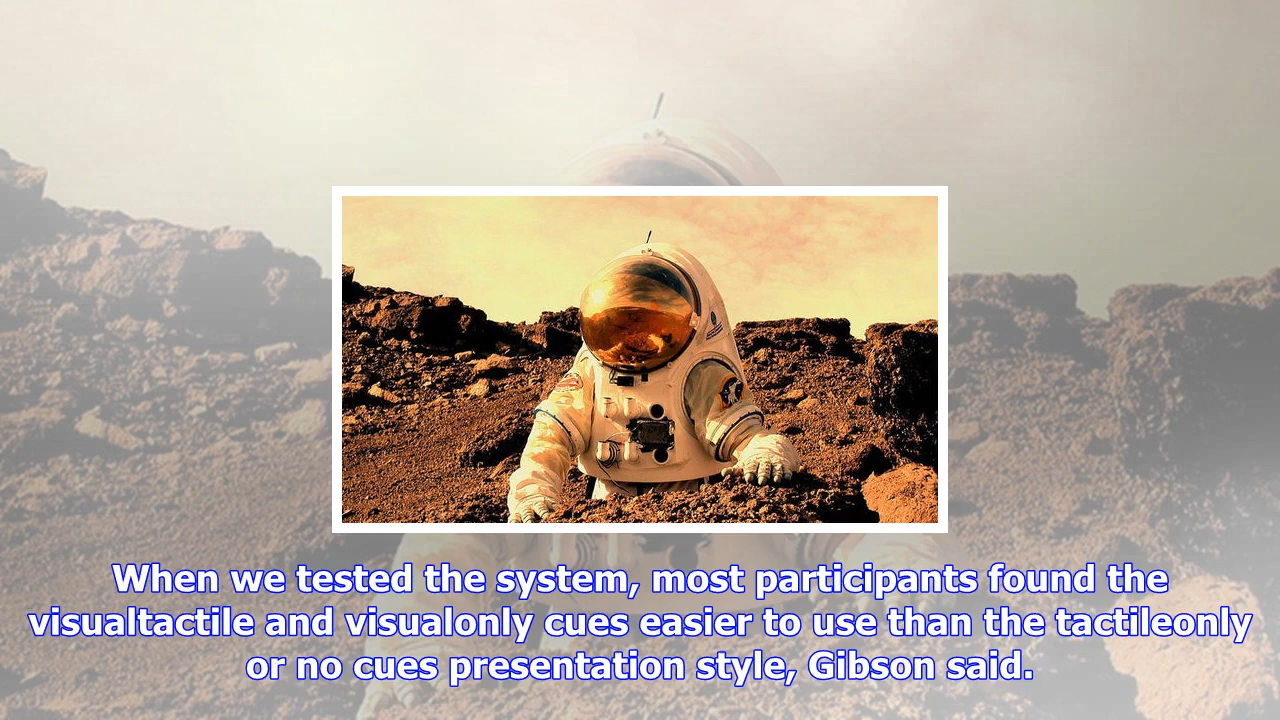 When we tested the system, most participants found the
visualtactile and visualonly cues easier to use than the tactileonly
or no cues presentation style, Gibson said.